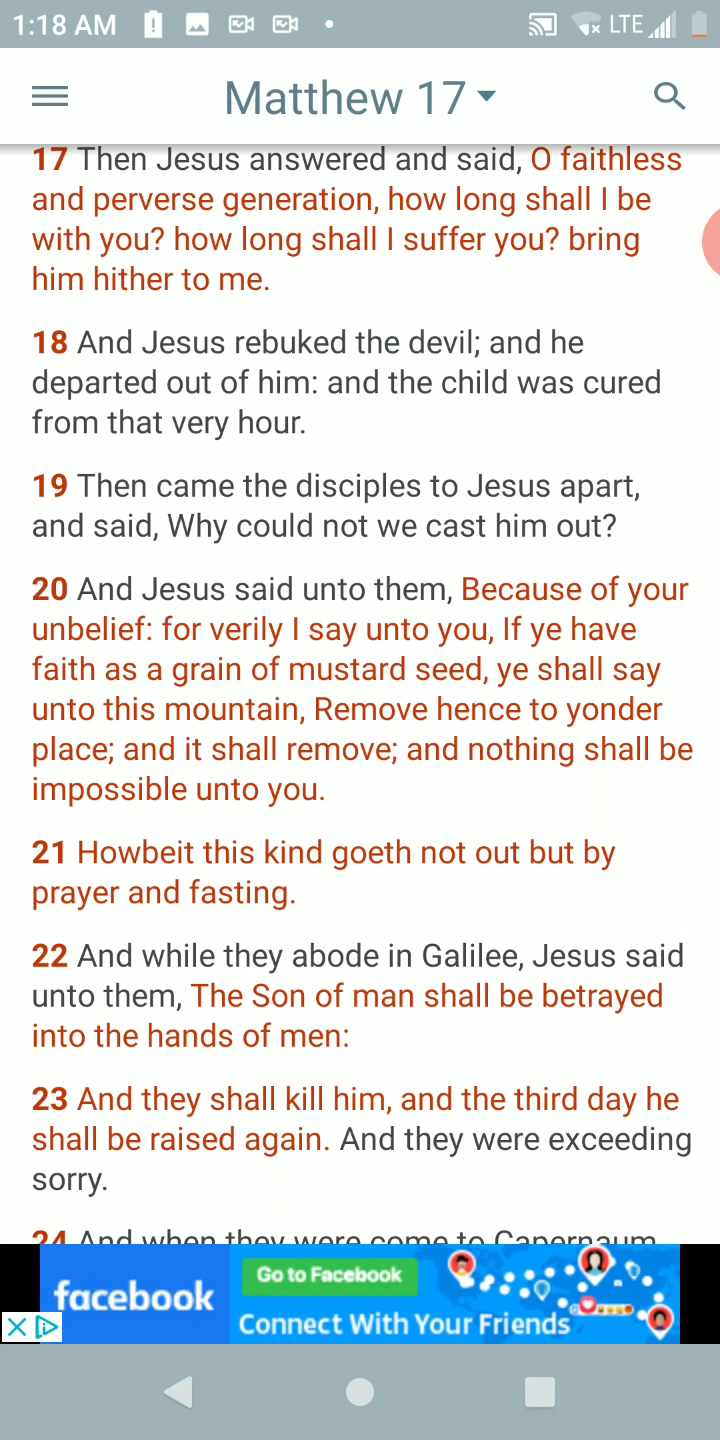 1:18 AM
LTE
Matthew 17
17 Then Jesus answered and said, O faithless
and perverse generation, how long shall I be
with you? how long shall I suffer you? bring
him hither to me.
18 And Jesus rebuked the devil; and he
departed out of him: and the child was cured
from that very hour.
19 Then came the disciples to Jesus apart,
and said, Why could not we cast him out?
20 And Jesus said unto them, Because of your
unbelief: for verily I say unto you, If ye have
faith as a grain of mustard seed, ye shall say
unto this mountain, Remove hence to yonder
place; and it shall remove; and nothing shall be
impossible unto you.
21 Howbeit this kind goeth not out but by
prayer and fasting.
22 And while they abode in Galilee, Jesus said
unto them, The Son of man shall be betrayed
into the hands of men:
23 And they shall kill him, and the third day he
shall be raised again. And they were exceeding
sorry.
24 And when they were come to Capernaum,
facebook
Go to Facebook
Connect With Your Friends